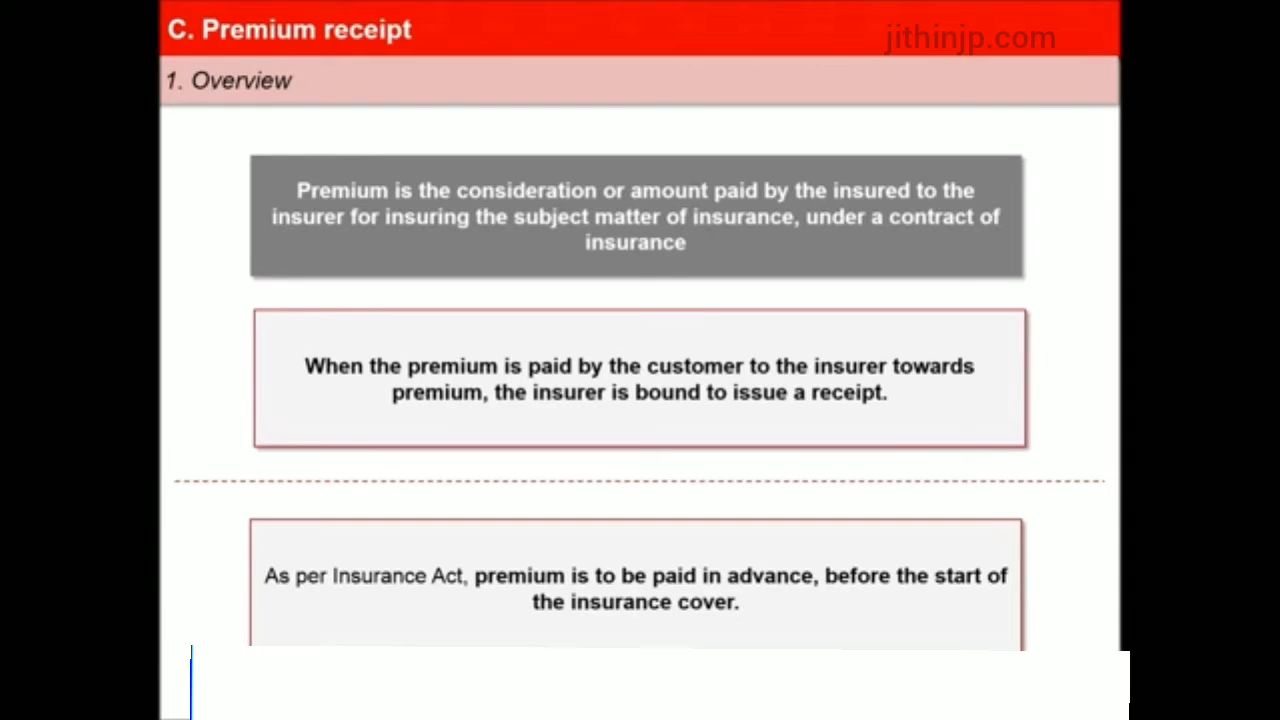 C. Premium receipt
jithinjp.com
1. Overview
Premium is the consideration or amount paid by the insured to the
insurer for insuring the subject matter of insurance, under a contract of
insurance
When the premium is paid by the customer to the insurer towards
premium, the insurer is bound to issue a receipt.
As per Insurance Act, premium is to be paid in advance, before the start of
the insurance cover.